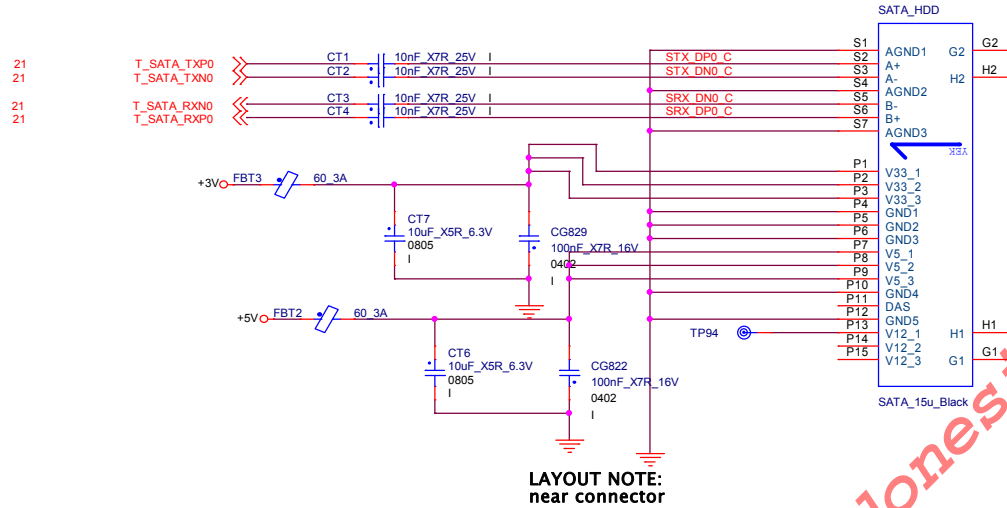 SATA_HDD
21 T_SATA_TXP0 CT1 10nF_X7R_25V I STX_DP0_C S1 AGND1 G2 G2
21 T_SATA_TXN0 CT2 10nF_X7R_25V I STX_DN0_C S2 A+
S3 A- H2 H2
S4 AGND2
21 T_SATA_RXN0 CT3 10nF_X7R_25V I SRX_DN0_C S5 B-
21 T_SATA_RXP0 CT4 10nF_X7R_25V I SRX_DP0_C S6 B+
S7 AGND3
KEY
P1 V33_1
+3V FBT3 60_3A P2 V33_2
P3 V33_3
P4 GND1
CT7 P5 GND2
10uF_X5R_6.3V CG829 P6 GND3
0805 100nF_X7R_16V P7 V5_1
I 0402 P8 V5_2
I P9 V5_3
P10 GND4
P11 DAS
+5V FBT2 60_3A P12 GND5
TP94 P13 V12_1 H1 H1
P14 V12_2
P15 V12_3 G1 G1
CT6 CG822
10uF_X5R_6.3V 100nF_X7R_16V
0805 0402
I I
SATA_15u_Black
LAYOUT NOTE:
near connector